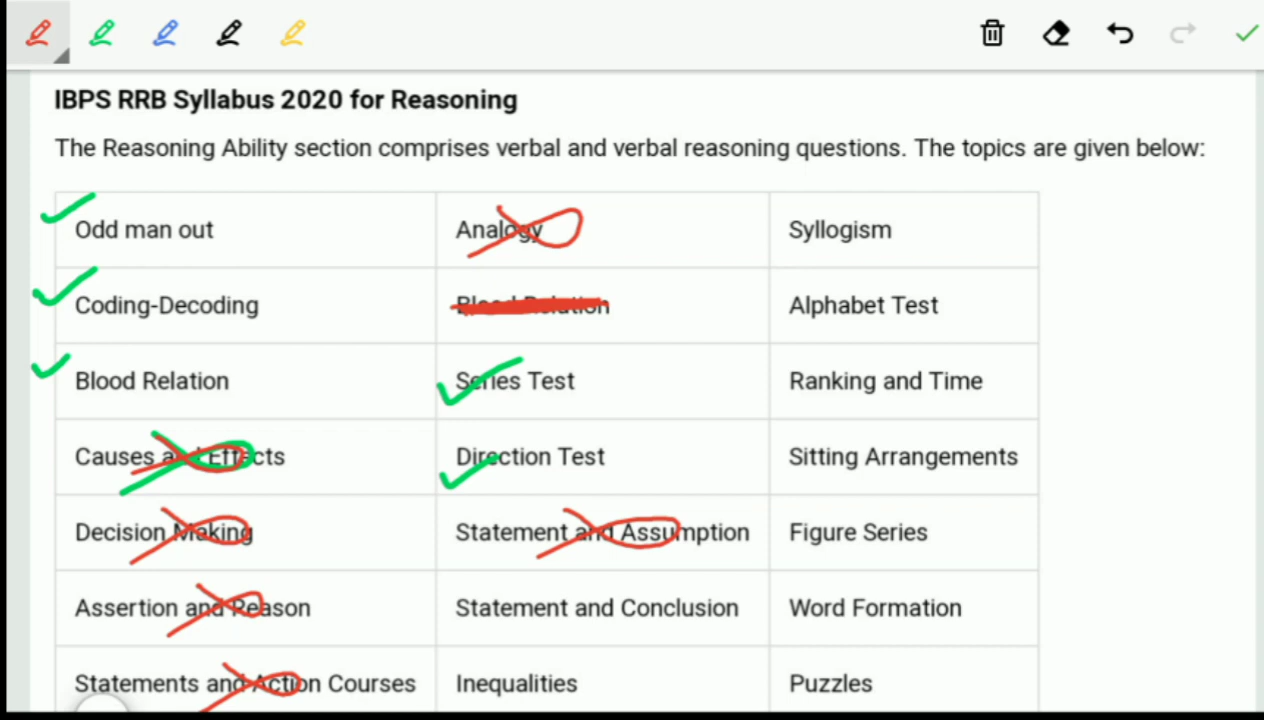 IBPS RRB Syllabus 2020 for Reasoning
The Reasoning Ability section comprises verbal and verbal reasoning questions. The topics are given below:
Odd man out Analogy Syllogism
Coding-Decoding Blood Relation Alphabet Test
Blood Relation Series Test Ranking and Time
Causes and Effects Direction Test Sitting Arrangements
Decision Making Statement and Assumption Figure Series
Assertion and Reason Statement and Conclusion Word Formation
Statements and Action Courses Inequalities Puzzles